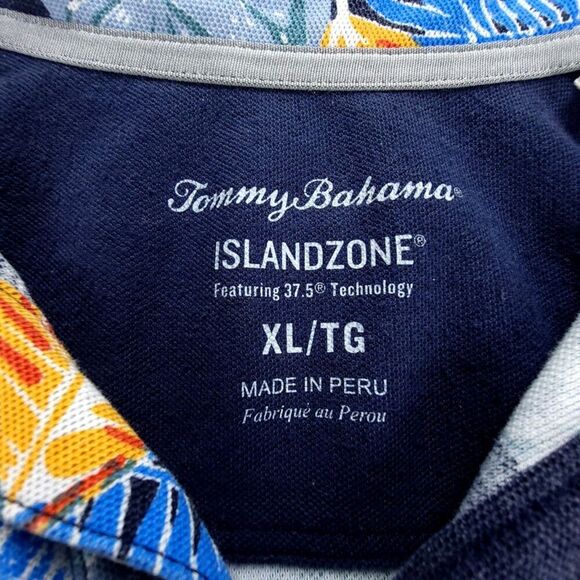 Tommy Bahama®
ISLANDZONE®
Featuring 37.5® Technology
XL/TG
MADE IN PERU
Fabriqué au Perou